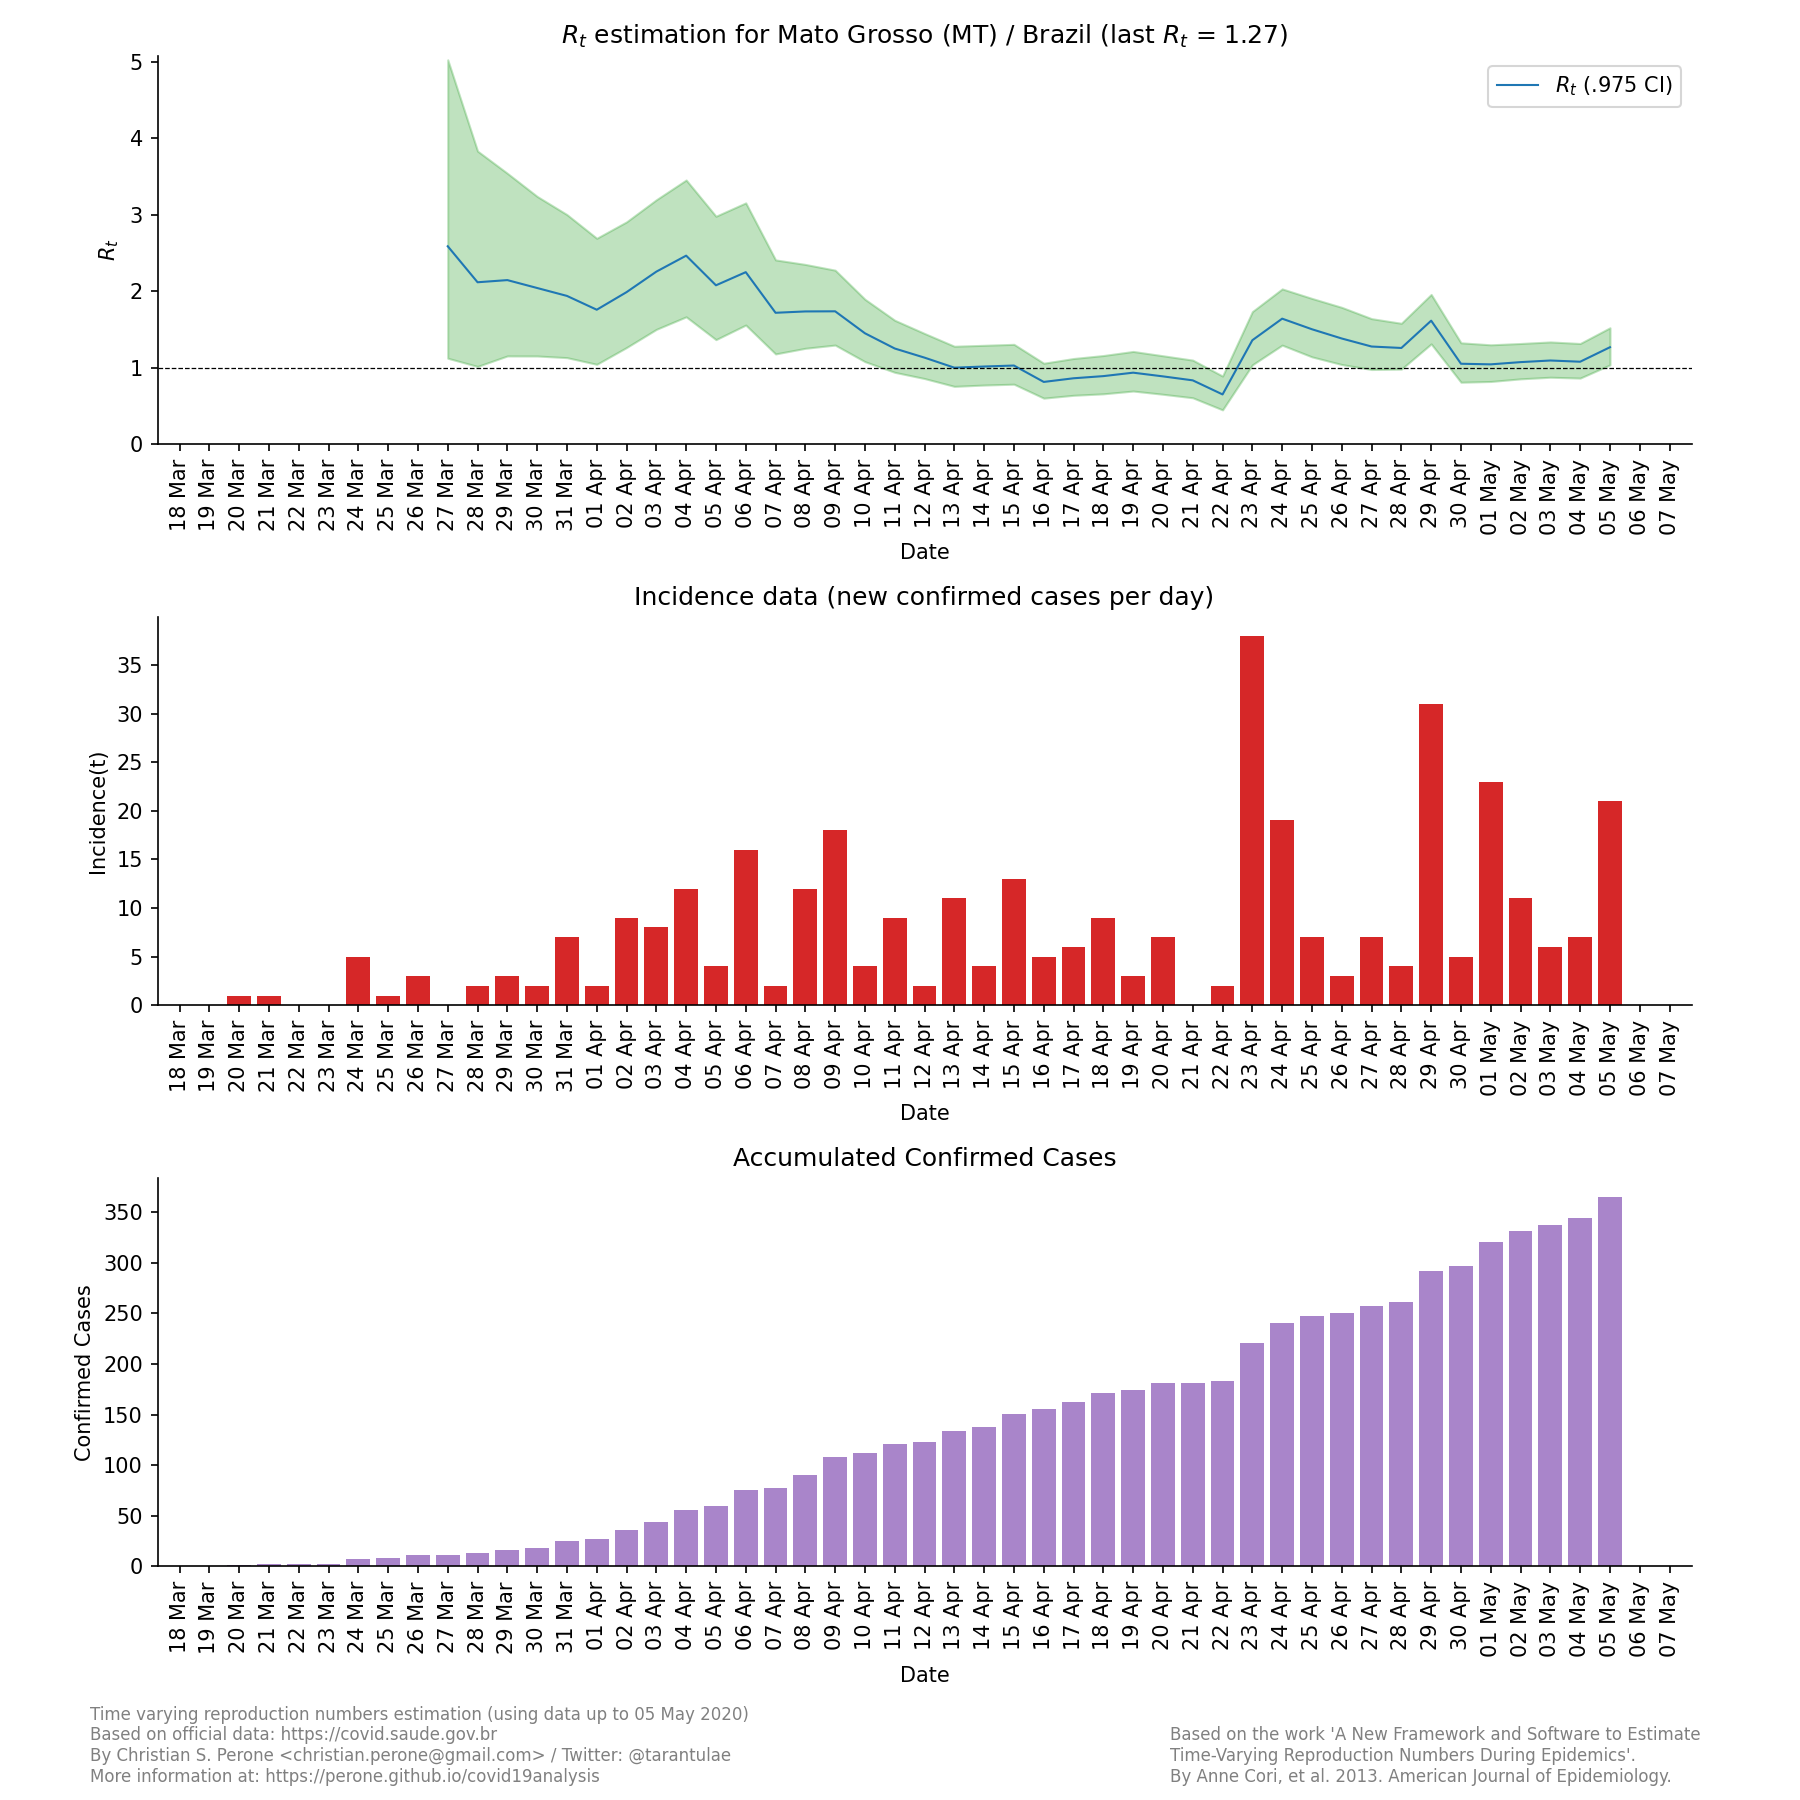 Rt estimation for Mato Grosso (MT) / Brazil (last Rt = 1.27)
Rt (.975 CI)
Rt
5
4
3
2
1
0
18 Mar 19 Mar 20 Mar 21 Mar 22 Mar 23 Mar 24 Mar 25 Mar 26 Mar 27 Mar 28 Mar 29 Mar 30 Mar 31 Mar 01 Apr 02 Apr 03 Apr 04 Apr 05 Apr 06 Apr 07 Apr 08 Apr 09 Apr 10 Apr 11 Apr 12 Apr 13 Apr 14 Apr 15 Apr 16 Apr 17 Apr 18 Apr 19 Apr 20 Apr 21 Apr 22 Apr 23 Apr 24 Apr 25 Apr 26 Apr 27 Apr 28 Apr 29 Apr 30 Apr 01 May 02 May 03 May 04 May 05 May 06 May 07 May
Date
Incidence data (new confirmed cases per day)
Incidence(t)
35
30
25
20
15
10
5
0
18 Mar 19 Mar 20 Mar 21 Mar 22 Mar 23 Mar 24 Mar 25 Mar 26 Mar 27 Mar 28 Mar 29 Mar 30 Mar 31 Mar 01 Apr 02 Apr 03 Apr 04 Apr 05 Apr 06 Apr 07 Apr 08 Apr 09 Apr 10 Apr 11 Apr 12 Apr 13 Apr 14 Apr 15 Apr 16 Apr 17 Apr 18 Apr 19 Apr 20 Apr 21 Apr 22 Apr 23 Apr 24 Apr 25 Apr 26 Apr 27 Apr 28 Apr 29 Apr 30 Apr 01 May 02 May 03 May 04 May 05 May 06 May 07 May
Date
Accumulated Confirmed Cases
Confirmed Cases
350
300
250
200
150
100
50
0
18 Mar 19 Mar 20 Mar 21 Mar 22 Mar 23 Mar 24 Mar 25 Mar 26 Mar 27 Mar 28 Mar 29 Mar 30 Mar 31 Mar 01 Apr 02 Apr 03 Apr 04 Apr 05 Apr 06 Apr 07 Apr 08 Apr 09 Apr 10 Apr 11 Apr 12 Apr 13 Apr 14 Apr 15 Apr 16 Apr 17 Apr 18 Apr 19 Apr 20 Apr 21 Apr 22 Apr 23 Apr 24 Apr 25 Apr 26 Apr 27 Apr 28 Apr 29 Apr 30 Apr 01 May 02 May 03 May 04 May 05 May 06 May 07 May
Date
Time varying reproduction numbers estimation (using data up to 05 May 2020)
Based on official data: https://covid.saude.gov.br
By Christian S. Perone <christian.perone@gmail.com> / Twitter: @tarantulae
More information at: https://perone.github.io/covid19analysis
Based on the work 'A New Framework and Software to Estimate
Time-Varying Reproduction Numbers During Epidemics'.
By Anne Cori, et al. 2013. American Journal of Epidemiology.